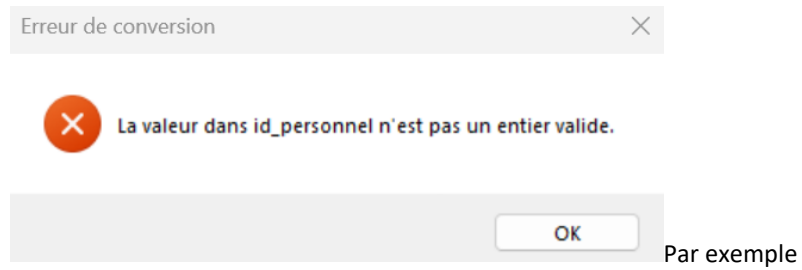 Erreur de conversion
La valeur dans id_personnel n'est pas un entier valide.
OK
Par exemple